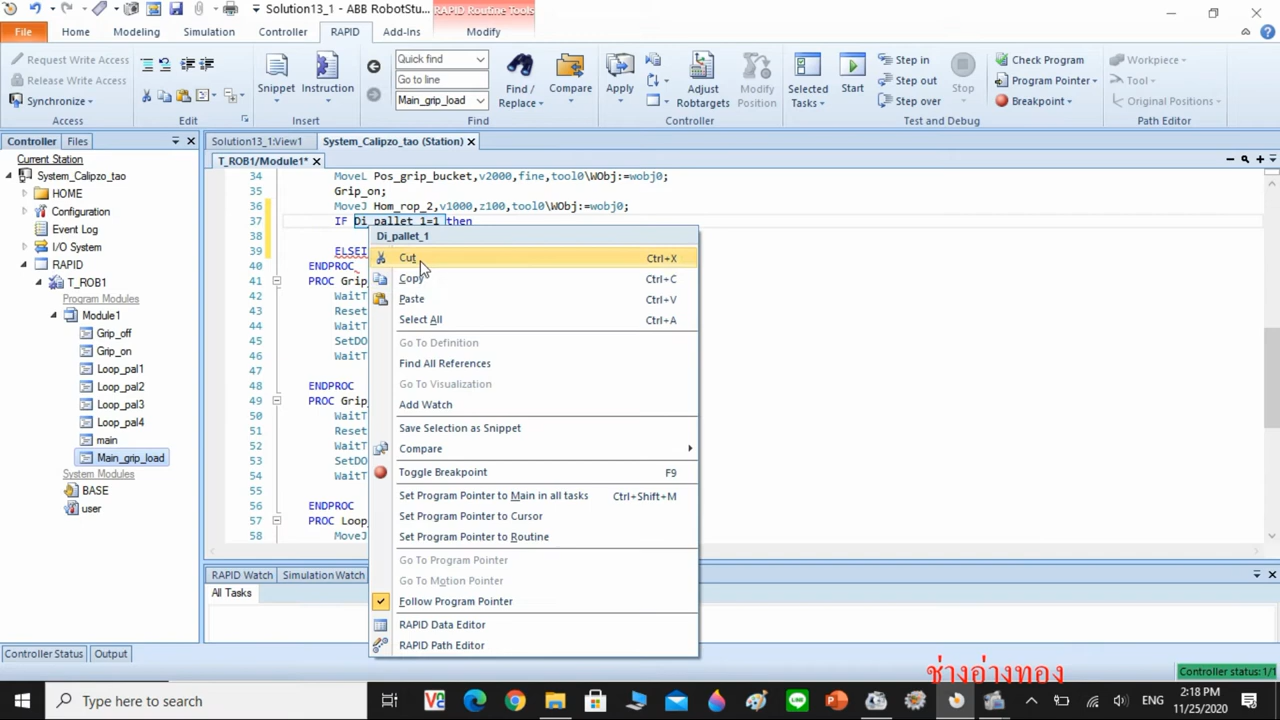 Solution13_1 - ABB RobotStu...
RAPID Routine Tools
File
Home
Modeling
Simulation
Controller
RAPID
Add-Ins
Modify
Request Write Access
Release Write Access
Synchronize
Access
Edit
Snippet
Instruction
Insert
Quick find
Go to line
Main_grip_load
Find / Replace
Compare
Find
Apply
Adjust Robtargets
Modify Position
Controller
Selected Tasks
Start
Step in
Step out
Step over
Stop
Check Program
Program Pointer
Breakpoint
Test and Debug
Workpiece
Tool
Original Positions
Path Editor
Controller
Files
Solution13_1:View1
System_Calipzo_tao (Station)
T_ROB1/Module1*
Current Station
System_Calipzo_tao
HOME
Configuration
Event Log
I/O System
RAPID
T_ROB1
Program Modules
Module1
Grip_off
Grip_on
Loop_pal1
Loop_pal2
Loop_pal3
Loop_pal4
main
Main_grip_load
System Modules
BASE
user
34 MoveL Pos_grip_bucket,v2000,fine,tool0\WObj:=wobj0;
35 Grip_on;
36 MoveJ Hom_rop_2,v1000,z100,tool0\WObj:=wobj0;
37 IF Di_pallet_1=1 then
38
39 ELSEI
40 ENDPROC
41 PROC Grip_
42 WaitT
43 Reset
44 WaitT
45 SetDO
46 WaitT
47
48 ENDPROC
49 PROC Grip_
50 WaitT
51 Reset
52 WaitT
53 SetDO
54 WaitT
55
56 ENDPROC
57 PROC Loop_
58 MoveJ
Di_pallet_1
Cut Ctrl+X
Copy Ctrl+C
Paste Ctrl+V
Select All Ctrl+A
Go To Definition
Find All References
Go To Visualization
Add Watch
Save Selection as Snippet
Compare
Toggle Breakpoint F9
Set Program Pointer to Main in all tasks Ctrl+Shift+M
Set Program Pointer to Cursor
Set Program Pointer to Routine
Go To Program Pointer
Go To Motion Pointer
Follow Program Pointer
RAPID Data Editor
RAPID Path Editor
RAPID Watch
Simulation Watch
All Tasks
Controller Status
Output
ช่างอ่างทอง
Controller status: 1/1
Type here to search
ENG
2:18 PM
11/25/2020